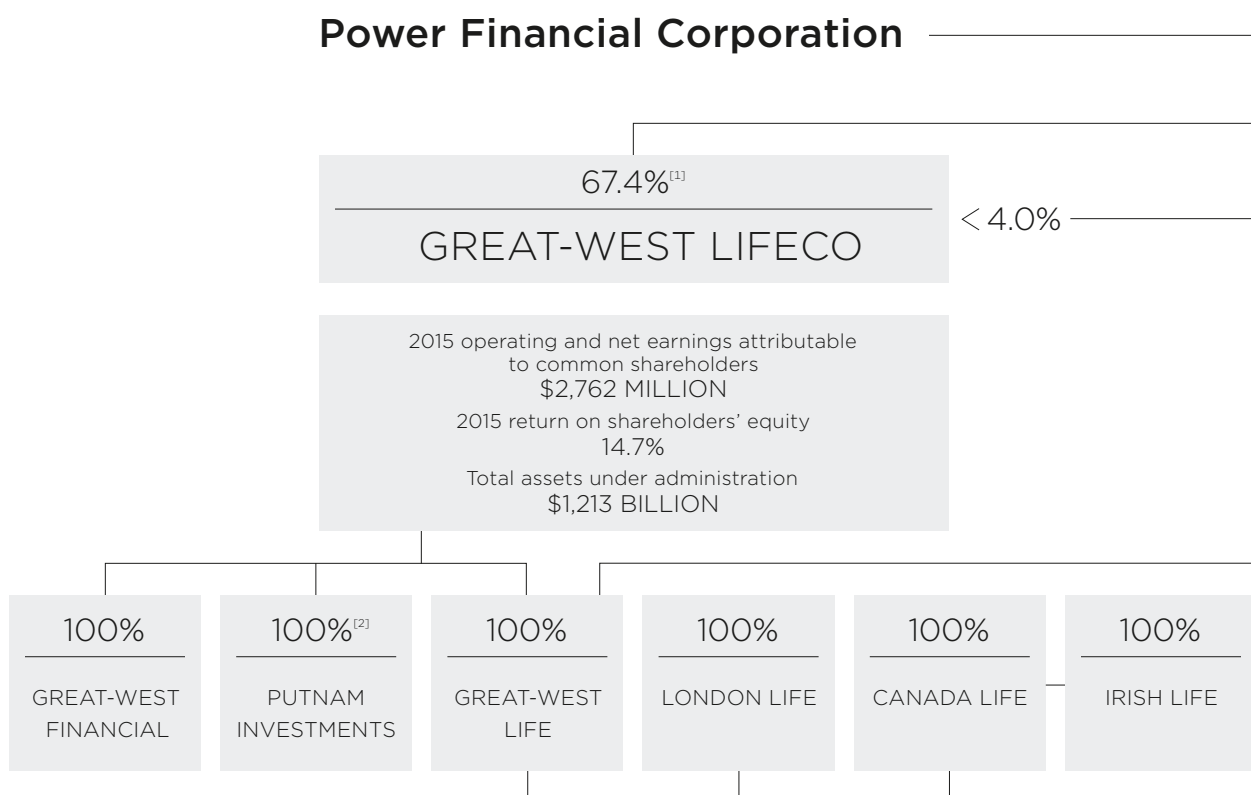 Power Financial Corporation
67.4%[1]
GREAT-WEST LIFECO
< 4.0%
2015 operating and net earnings attributable
to common shareholders
$2,762 MILLION
2015 return on shareholders’ equity
14.7%
Total assets under administration
$1,213 BILLION
100%
GREAT-WEST
FINANCIAL
100%[2]
PUTNAM
INVESTMENTS
100%
GREAT-WEST
LIFE
100%
LONDON LIFE
100%
CANADA LIFE
100%
IRISH LIFE